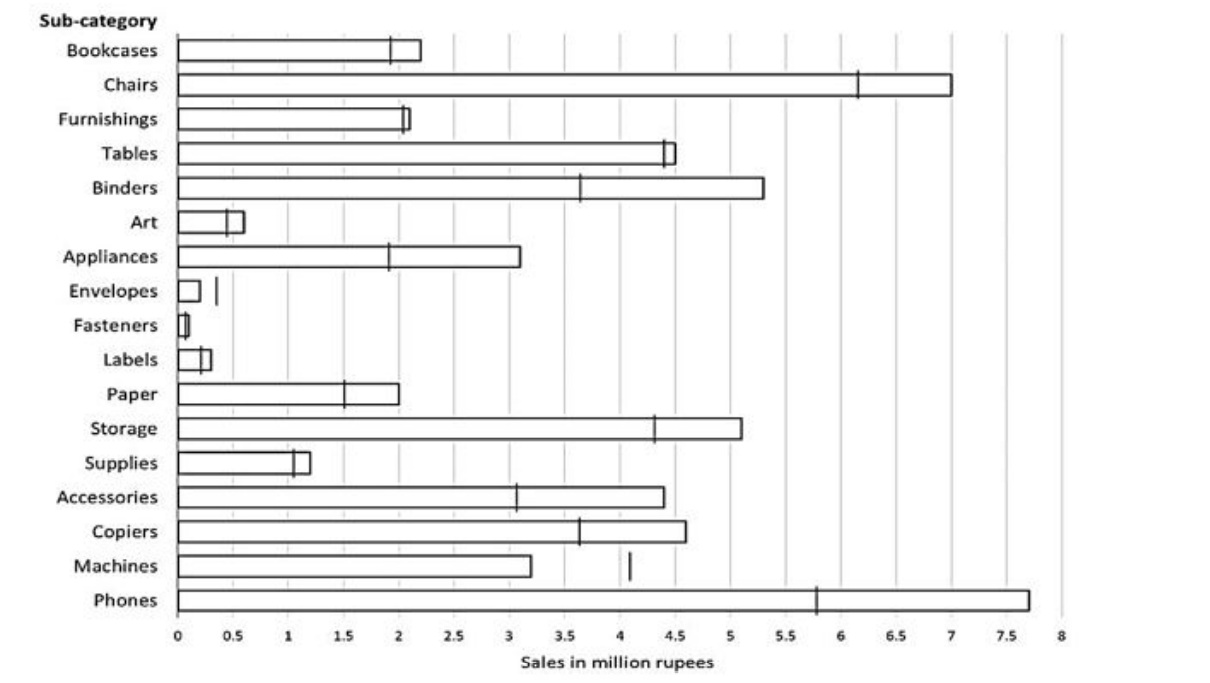 Sub-category
Bookcases
Chairs
Furnishings
Tables
Binders
Art
Appliances
Envelopes
Fasteners
Labels
Paper
Storage
Supplies
Accessories
Copiers
Machines
Phones
0 0.5 1 1.5 2 2.5 3 3.5 4 4.5 5 5.5 6 6.5 7 7.5 8
Sales in million rupees